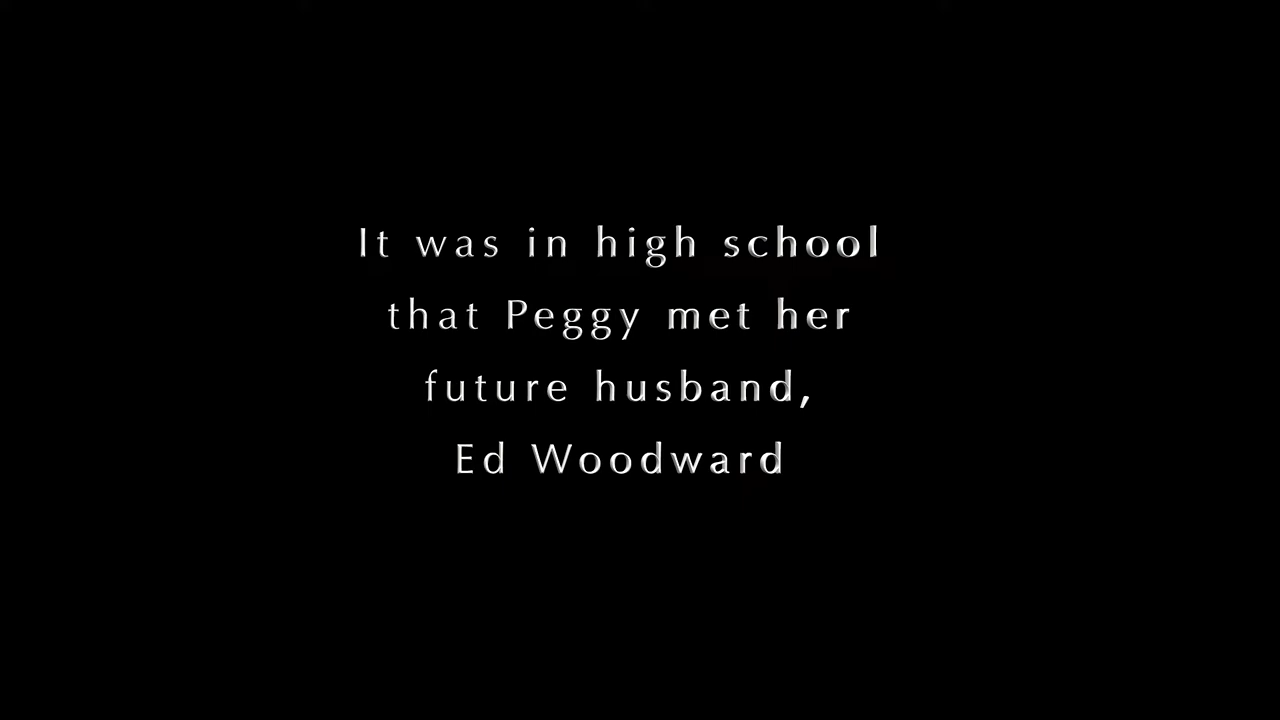 It was in high school
that Peggy met her
future husband,
Ed Woodward